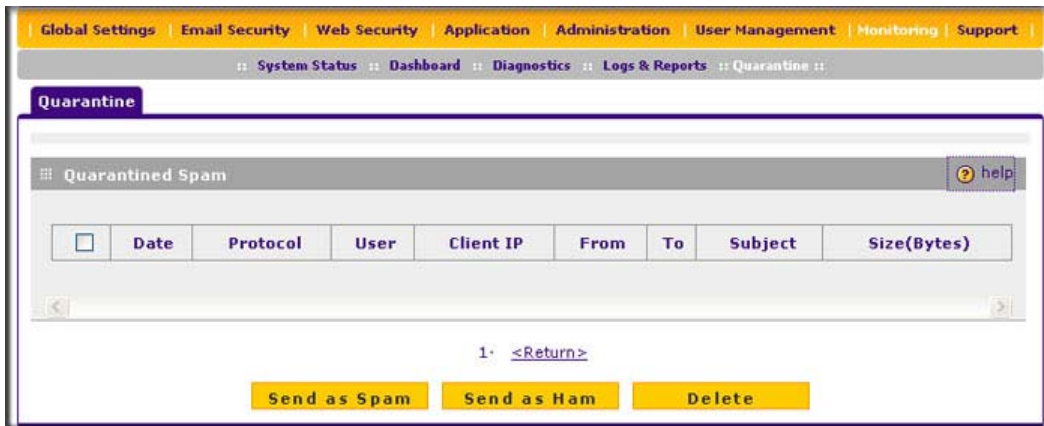 | Global Settings | Email Security | Web Security | Application | Administration | User Management | Monitoring | Support |
:: System Status :: Dashboard :: Diagnostics :: Logs & Reports :: Quarantine ::
Quarantine
Quarantined Spam ? help
Date Protocol User Client IP From To Subject Size(Bytes)
1· <Return>
Send as Spam Send as Ham Delete